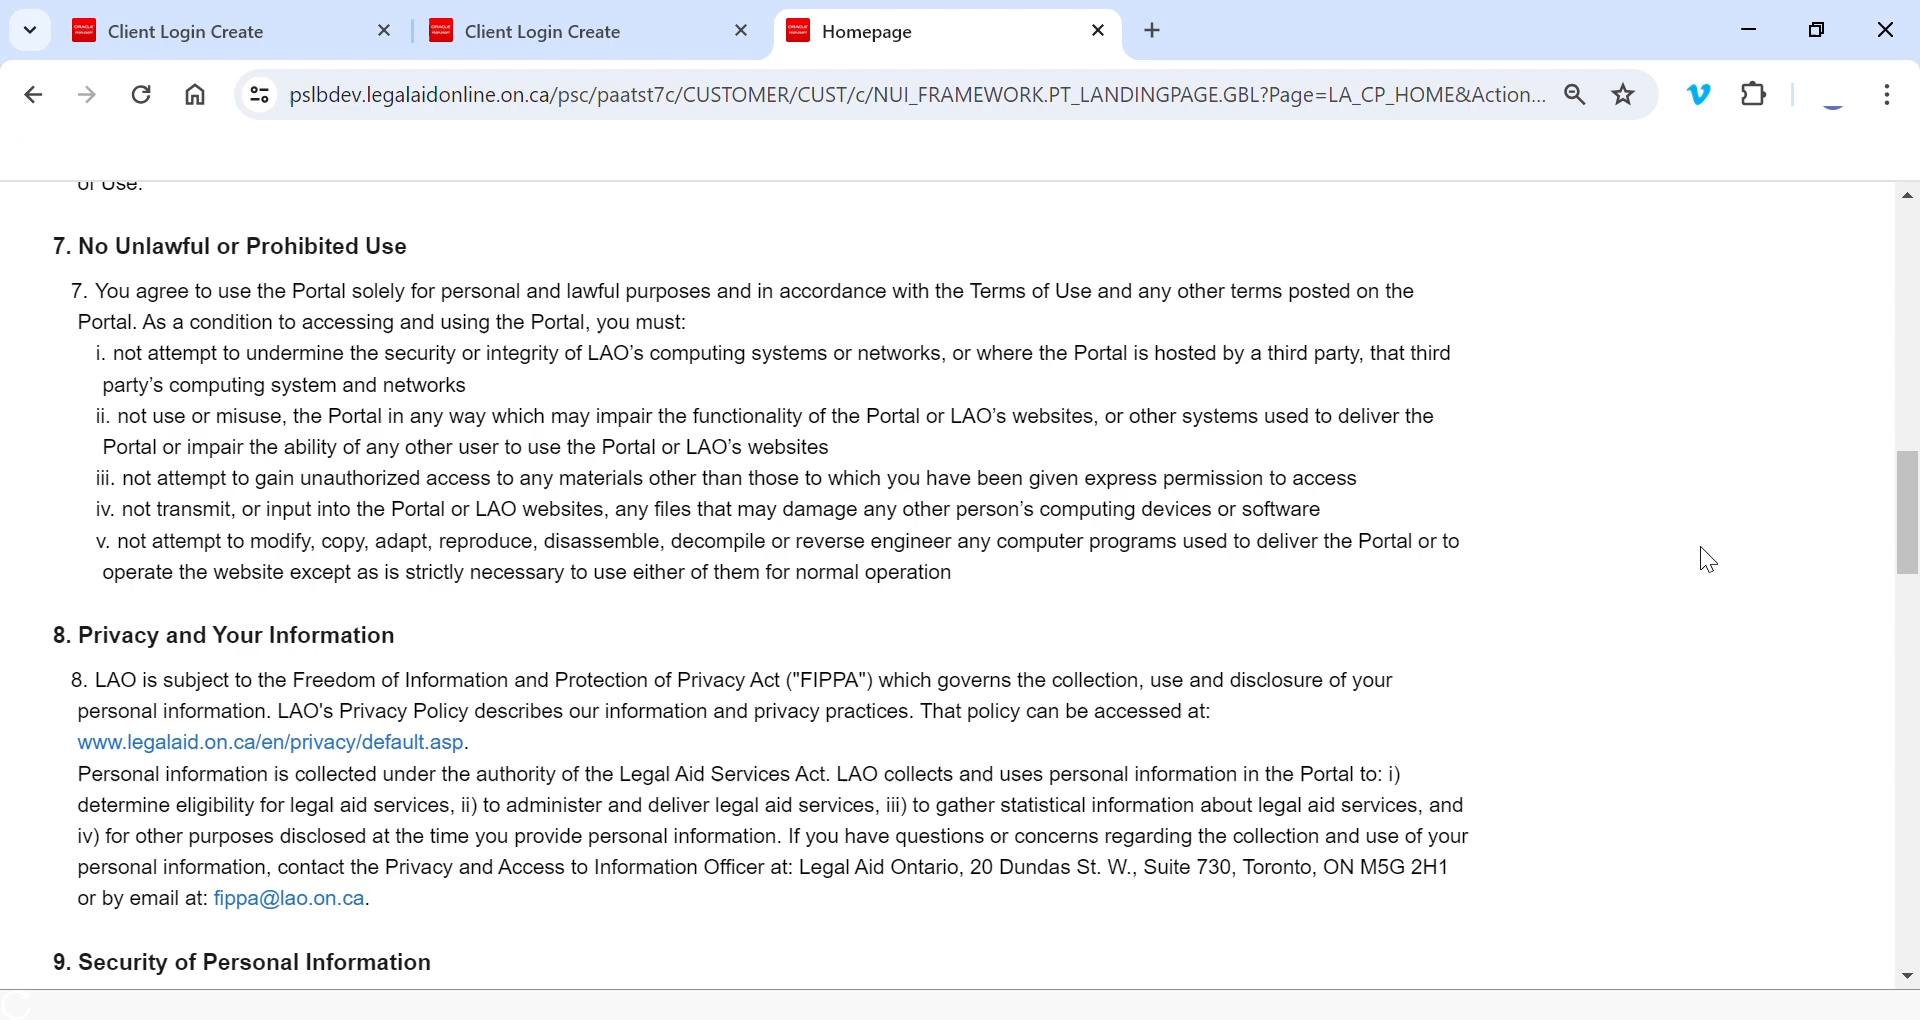 Client Login Create
Client Login Create
Homepage
pslbdev.legalaidonline.on.ca/psc/paatst7c/CUSTOMER/CUST/c/NUI_FRAMEWORK.PT_LANDINGPAGE.GBL?Page=LA_CP_HOME&Action...
of Use.
7. No Unlawful or Prohibited Use
7. You agree to use the Portal solely for personal and lawful purposes and in accordance with the Terms of Use and any other terms posted on the
Portal. As a condition to accessing and using the Portal, you must:
i. not attempt to undermine the security or integrity of LAO's computing systems or networks, or where the Portal is hosted by a third party, that third
party's computing system and networks
ii. not use or misuse, the Portal in any way which may impair the functionality of the Portal or LAO's websites, or other systems used to deliver the
Portal or impair the ability of any other user to use the Portal or LAO's websites
iii. not attempt to gain unauthorized access to any materials other than those to which you have been given express permission to access
iv. not transmit, or input into the Portal or LAO websites, any files that may damage any other person's computing devices or software
v. not attempt to modify, copy, adapt, reproduce, disassemble, decompile or reverse engineer any computer programs used to deliver the Portal or to
operate the website except as is strictly necessary to use either of them for normal operation
8. Privacy and Your Information
8. LAO is subject to the Freedom of Information and Protection of Privacy Act ("FIPPA") which governs the collection, use and disclosure of your
personal information. LAO's Privacy Policy describes our information and privacy practices. That policy can be accessed at:
www.legalaid.on.ca/en/privacy/default.asp.
Personal information is collected under the authority of the Legal Aid Services Act. LAO collects and uses personal information in the Portal to: i)
determine eligibility for legal aid services, ii) to administer and deliver legal aid services, iii) to gather statistical information about legal aid services, and
iv) for other purposes disclosed at the time you provide personal information. If you have questions or concerns regarding the collection and use of your
personal information, contact the Privacy and Access to Information Officer at: Legal Aid Ontario, 20 Dundas St. W., Suite 730, Toronto, ON M5G 2H1
or by email at: fippa@lao.on.ca.
9. Security of Personal Information